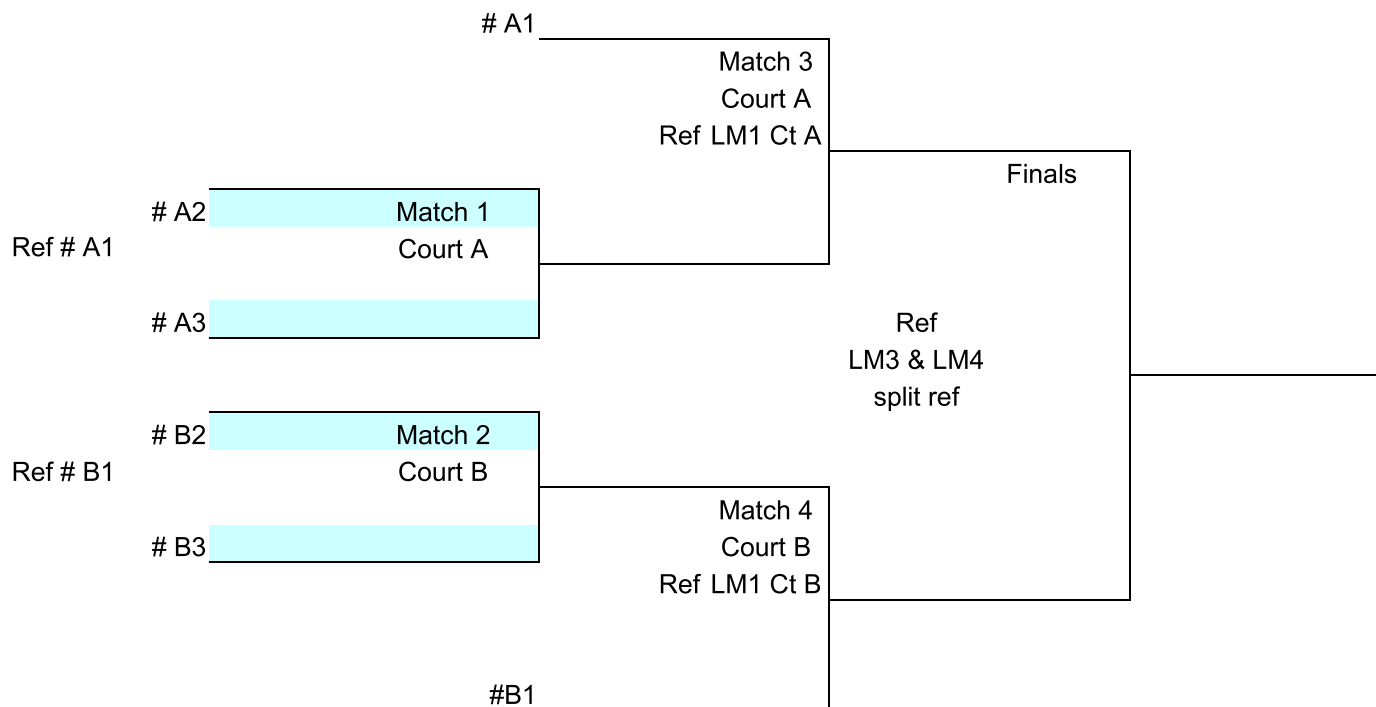 # A1
Match 3
Court A
Ref LM1 Ct A
Finals
# A2
Match 1
Ref # A1
Court A
# A3
Ref
LM3 & LM4
split ref
# B2
Match 2
Ref # B1
Court B
Match 4
# B3
Court B
Ref LM1 Ct B
#B1